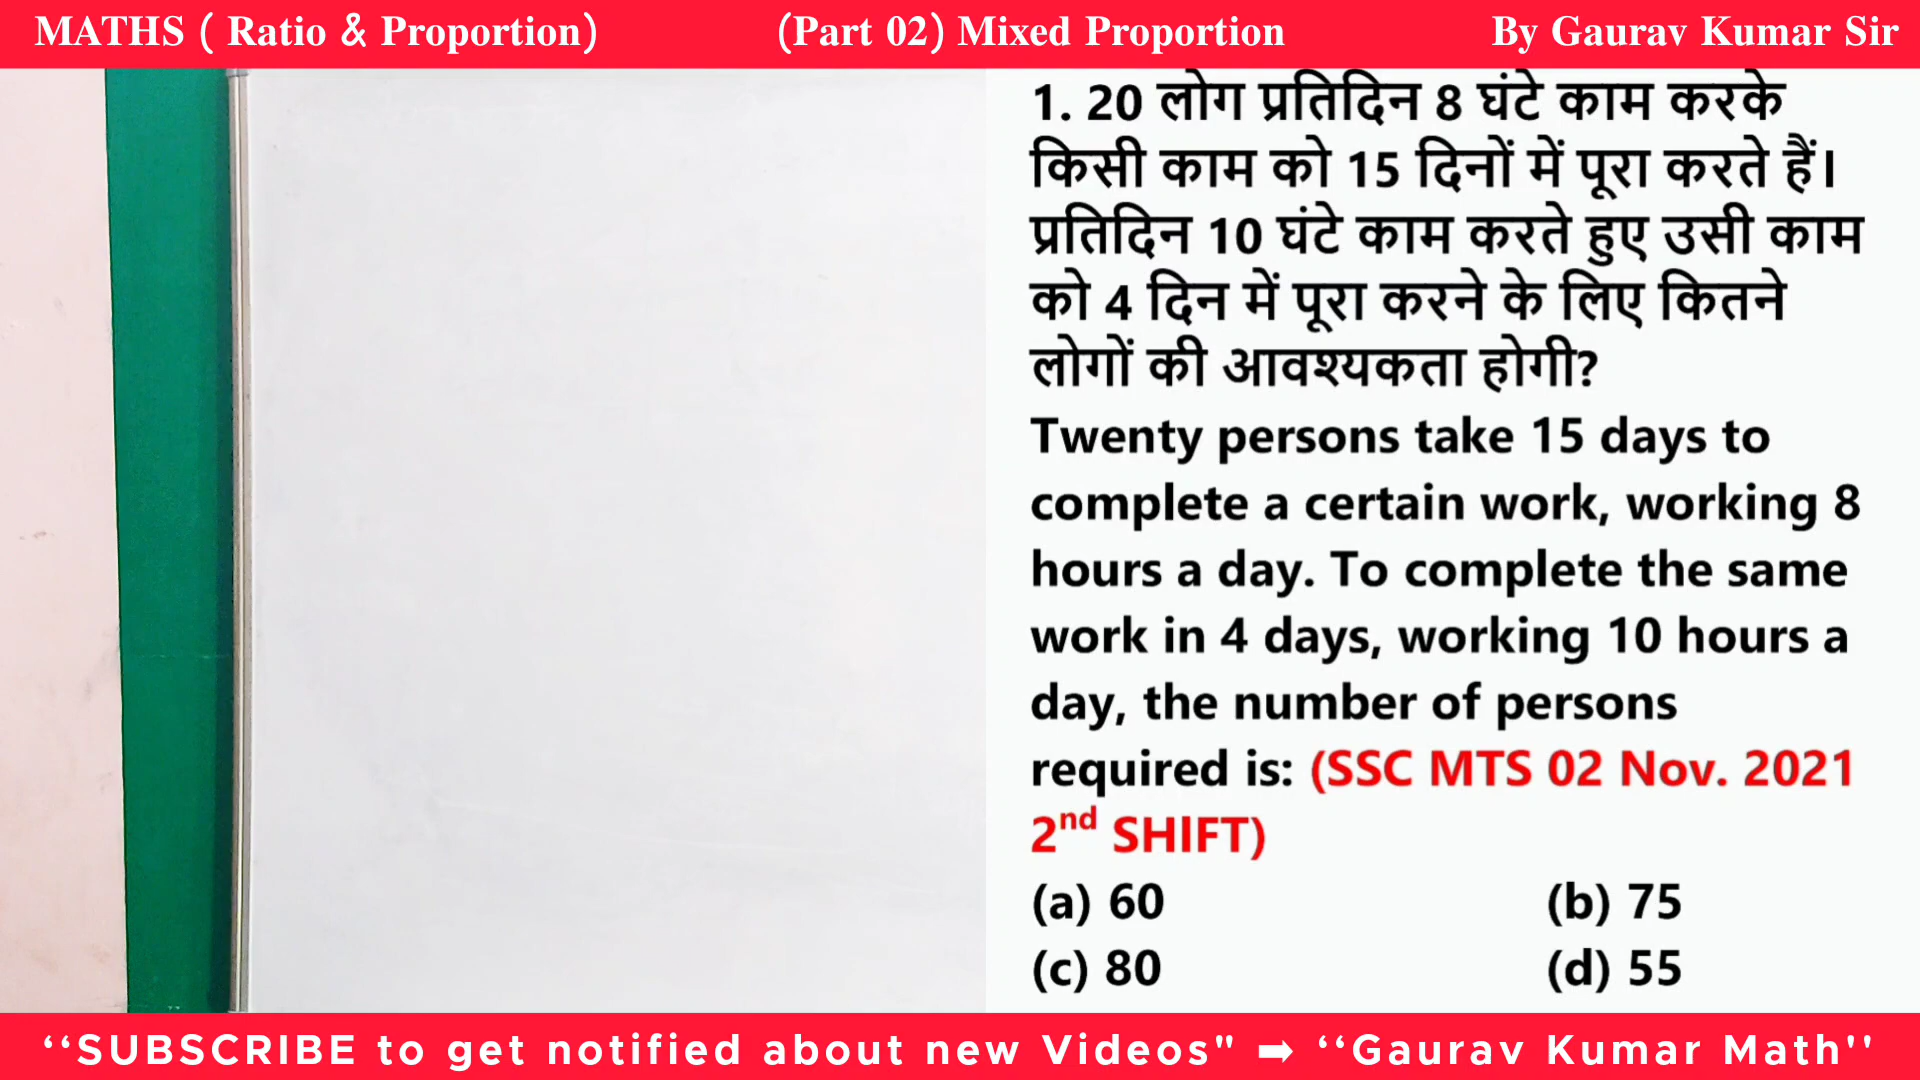 MATHS ( Ratio & Proportion) (Part 02) Mixed Proportion By Gaurav Kumar Sir
1. 20 लोग प्रतिदिन 8 घंटे काम करके
किसी काम को 15 दिनों में पूरा करते हैं।
प्रतिदिन 10 घंटे काम करते हुए उसी काम
को 4 दिन में पूरा करने के लिए कितने
लोगों की आवश्यकता होगी?
Twenty persons take 15 days to
complete a certain work, working 8
hours a day. To complete the same
work in 4 days, working 10 hours a
day, the number of persons
required is: (SSC MTS 02 Nov. 2021
2nd SHIFT)
(a) 60 (b) 75
(c) 80 (d) 55
‘‘SUBSCRIBE to get notified about new Videos" ➡ ‘‘Gaurav Kumar Math''